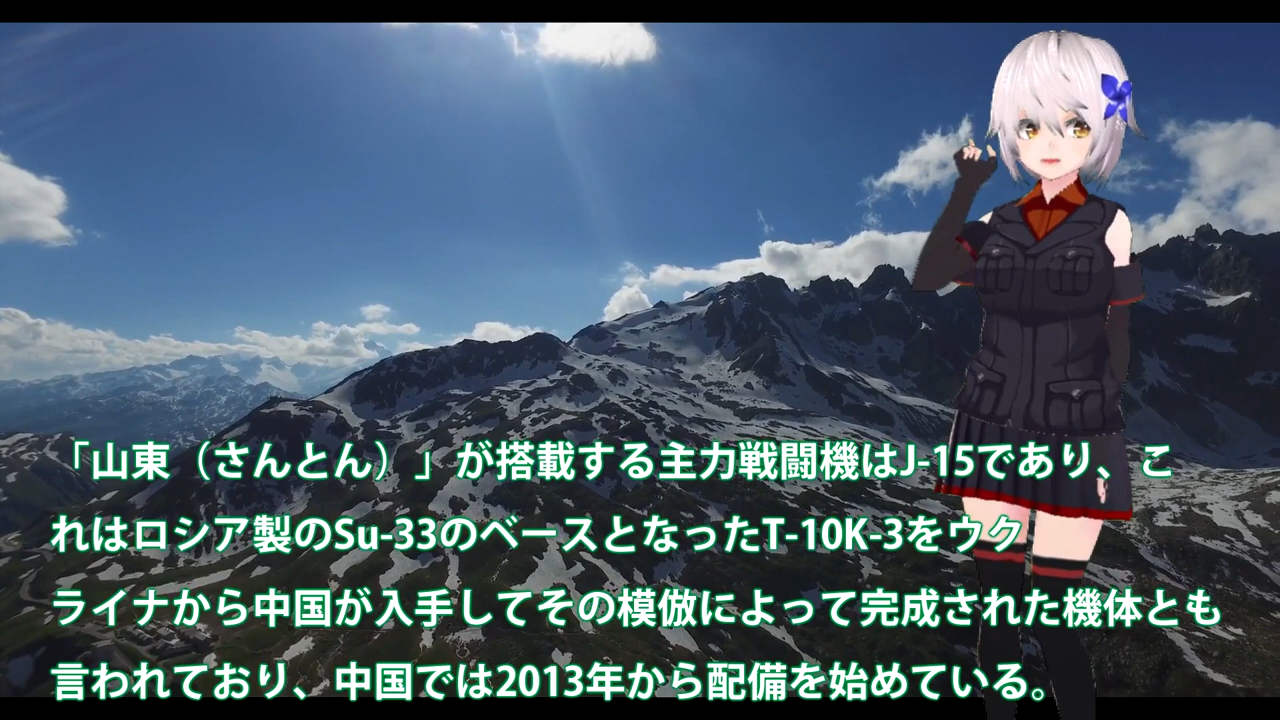 「山東（さんとん）」が搭載する主力戦闘機はJ-15であり、こ
れはロシア製のSu-33のベースとなったT-10K-3をウク
ライナから中国が入手してその模倣によって完成された機体とも
言われており、中国では2013年から配備を始めている。